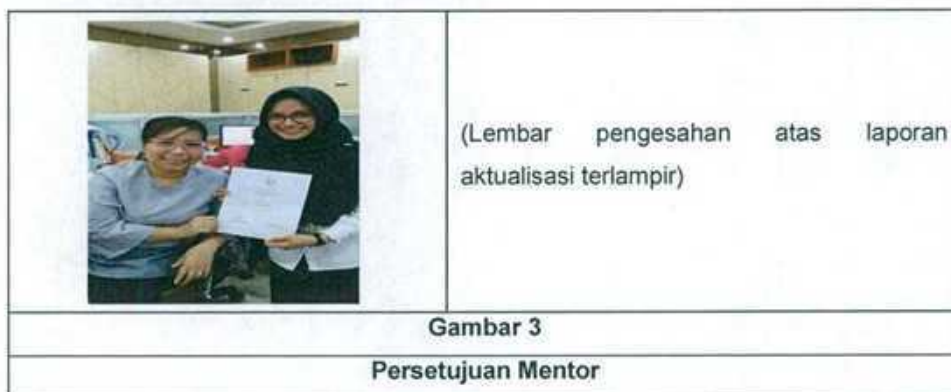 (Lembar pengesahan atas laporan
aktualisasi terlampir)
Gambar 3
Persetujuan Mentor